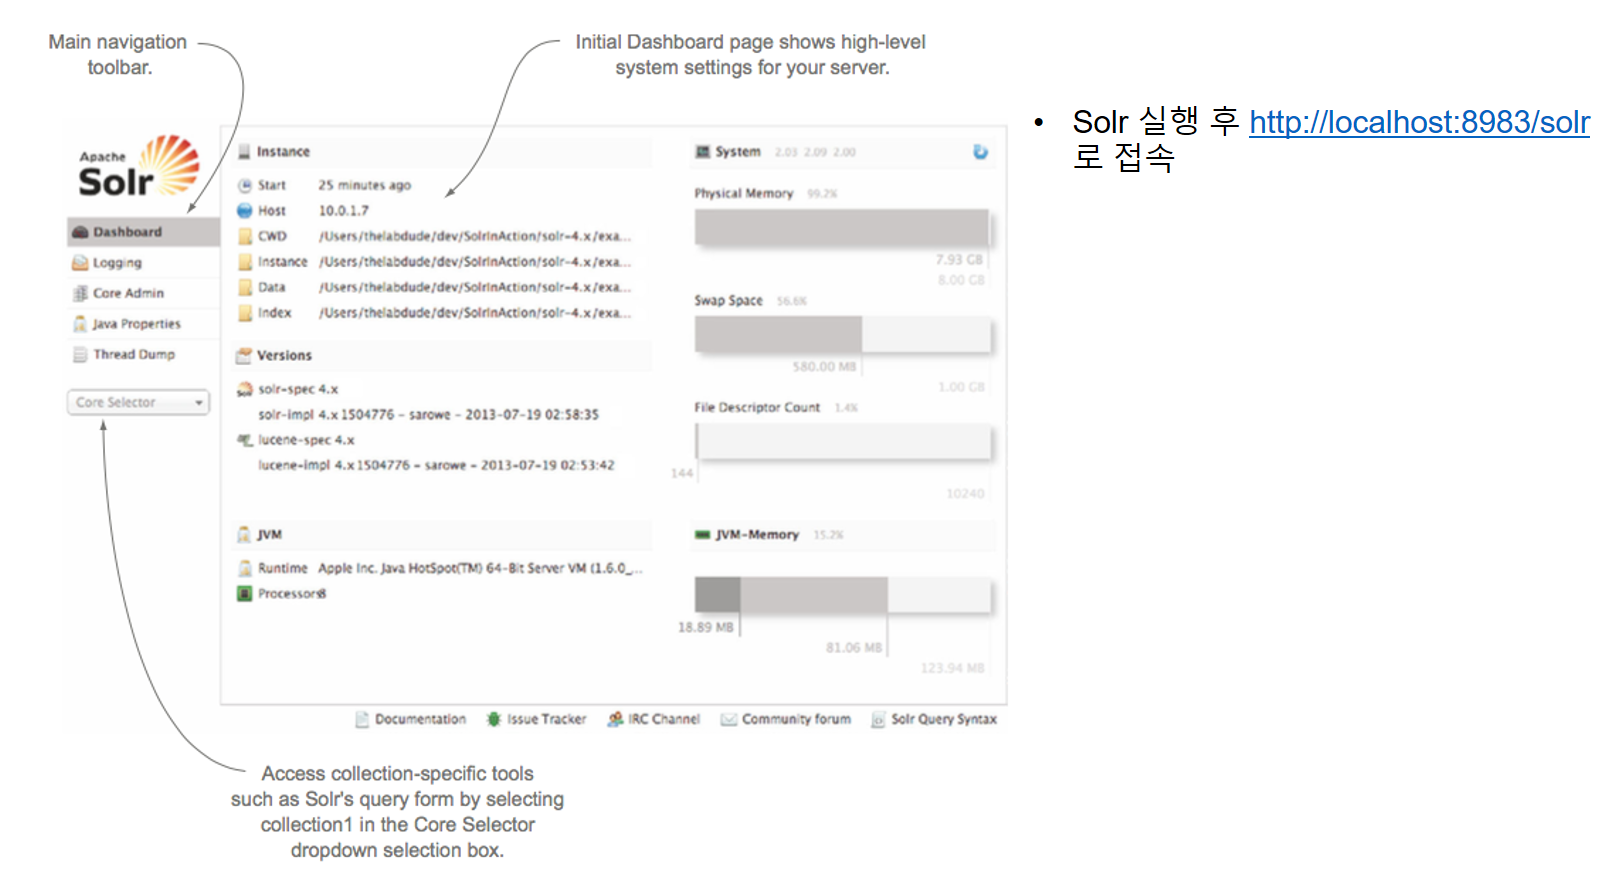 Main navigation
toolbar.
Initial Dashboard page shows high-level
system settings for your server.
• Solr 실행 후 http://localhost:8983/solr
로 접속
Apache
Solr
Dashboard
Logging
Core Admin
Java Properties
Thread Dump
Core Selector
Instance
Start 25 minutes ago
Host 10.0.1.7
CWD /Users/thelabdude/dev/SolrInAction/solr-4.x/exa...
Instance /Users/thelabdude/dev/SolrInAction/solr-4.x/exa...
Data /Users/thelabdude/dev/SolrInAction/solr-4.x/exa...
Index /Users/thelabdude/dev/SolrInAction/solr-4.x/exa...
Versions
solr-spec 4.x
solr-impl 4.x 1504776 - sarowe - 2013-07-19 02:58:35
lucene-spec 4.x
lucene-impl 4.x 1504776 - sarowe - 2013-07-19 02:53:42
JVM
Runtime Apple Inc. Java HotSpot(TM) 64-Bit Server VM (1.6.0_...
Processors 8
System 2.03 2.09 2.00
Physical Memory 99.2%
7.93 GB
8.00 GB
Swap Space 56.6%
580.00 MB
1.00 GB
File Descriptor Count 1.4%
144
10240
JVM-Memory 15.2%
18.89 MB
81.06 MB
123.94 MB
Documentation Issue Tracker IRC Channel Community forum Solr Query Syntax
Access collection-specific tools
such as Solr's query form by selecting
collection1 in the Core Selector
dropdown selection box.